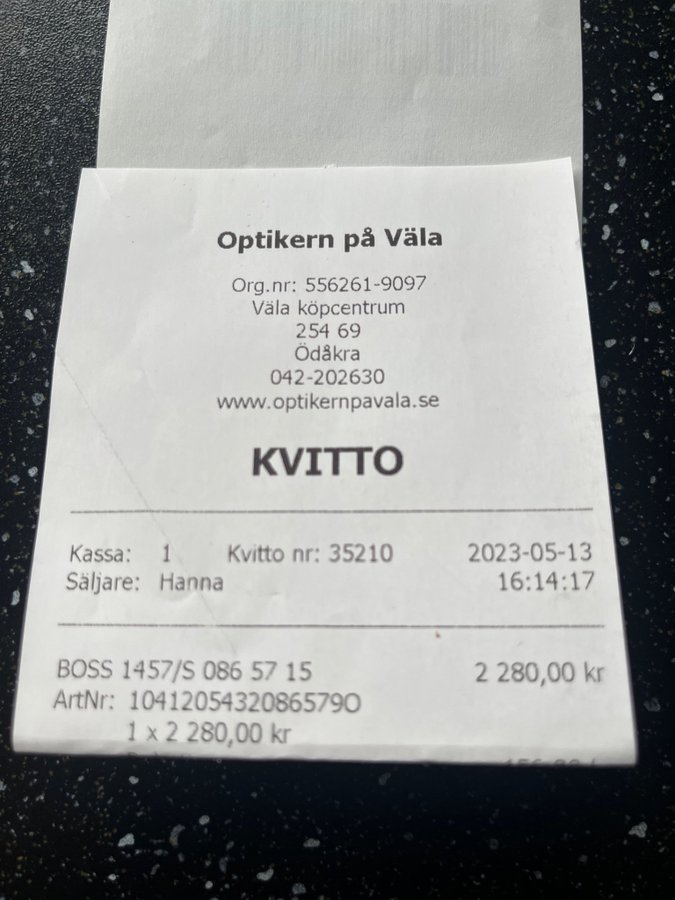 Optikern på Väla
Org.nr: 556261-9097
Väla köpcentrum
254 69
Ödåkra
042-202630
www.optikernpavala.se
KVITTO
Kassa: 1 Kvitto nr: 35210 2023-05-13
Säljare: Hanna 16:14:17
BOSS 1457/S 086 57 15 2 280,00 kr
ArtNr: 10412054320865790
1 x 2 280,00 kr